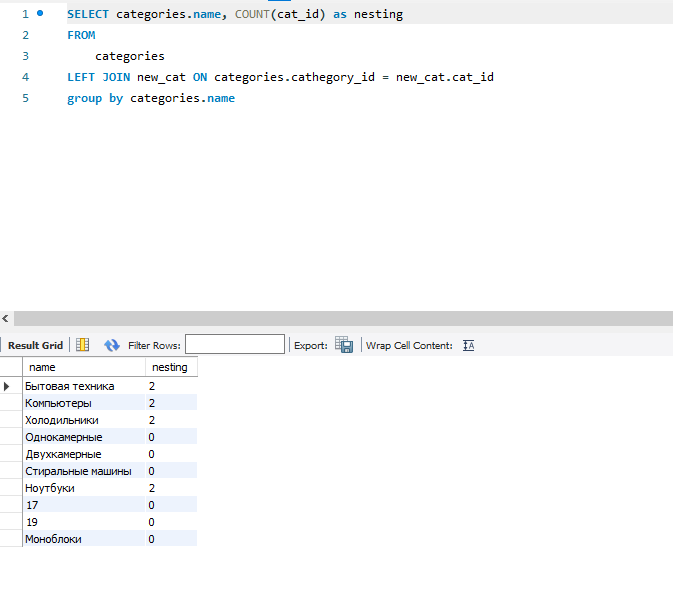 1 SELECT categories.name, COUNT(cat_id) as nesting
2 FROM
3 categories
4 LEFT JOIN new_cat ON categories.cathegory_id = new_cat.cat_id
5 group by categories.name
Result Grid Filter Rows: Export: Wrap Cell Content: IA
name nesting
Бытовая техника 2
Компьютеры 2
Холодильники 2
Однокамерные 0
Двухкамерные 0
Стиральные машины 0
Ноутбуки 2
17 0
19 0
Моноблоки 0